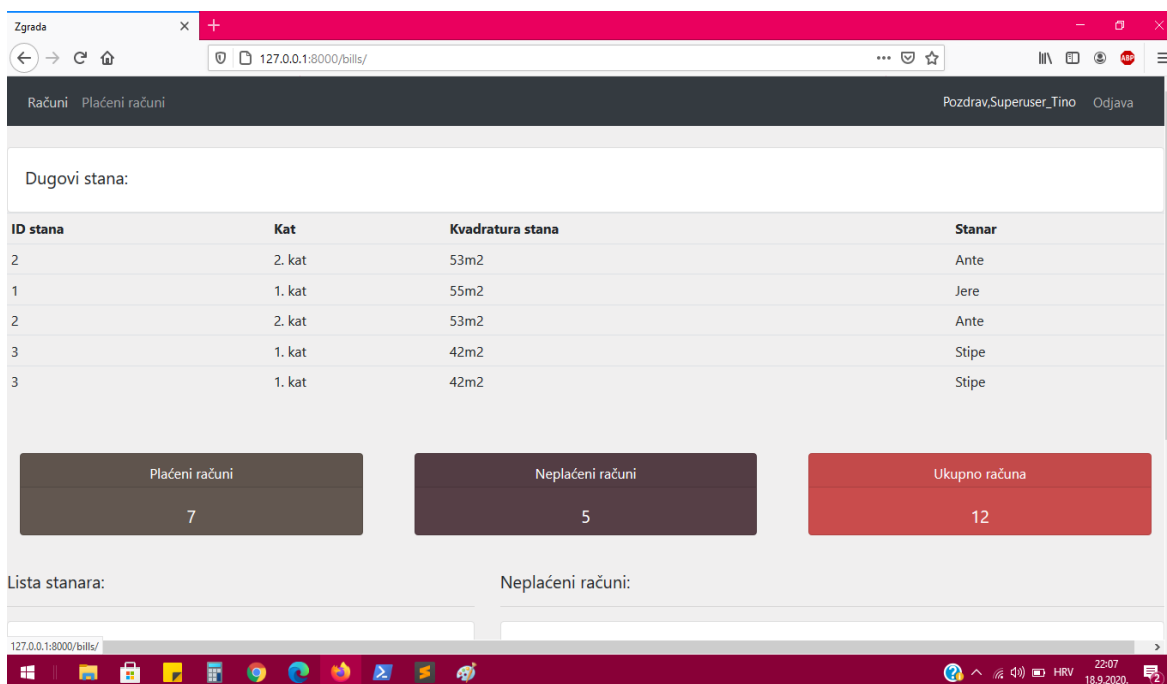 Zgrada
127.0.0.1:8000/bills/
ABP
Računi Plaćeni računi Pozdrav,Superuser_Tino Odjava
Dugovi stana:
ID stana Kat Kvadratura stana Stanar
2 2. kat 53m2 Ante
1 1. kat 55m2 Jere
2 2. kat 53m2 Ante
3 1. kat 42m2 Stipe
3 1. kat 42m2 Stipe
Plaćeni računi Neplaćeni računi Ukupno računa
7 5 12
Lista stanara: Neplaćeni računi:
127.0.0.1:8000/bills/
HRV 22:07
18.9.2020. 2